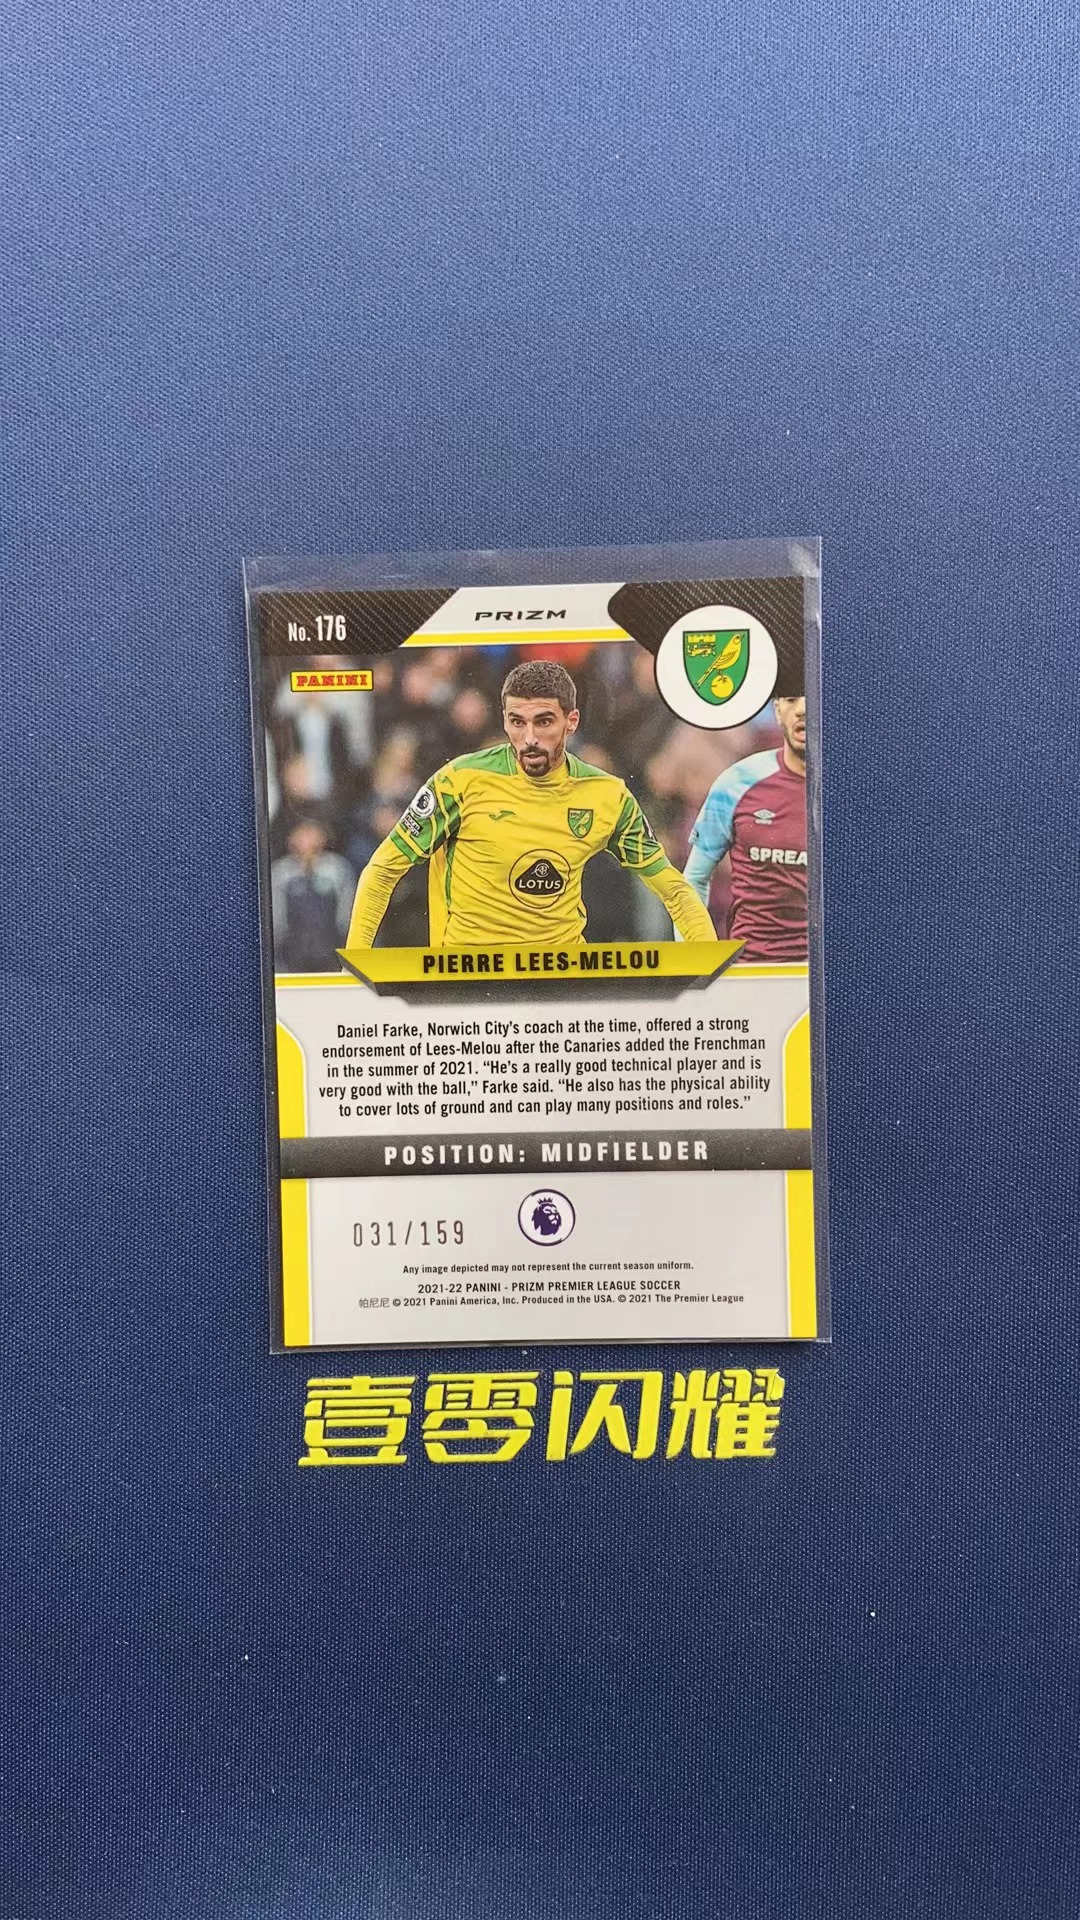 No. 176
PRIZM
PANINI
LOTUS
SPREA
PIERRE LEES-MELOU
Daniel Farke, Norwich City's coach at the time, offered a strong
endorsement of Lees-Melou after the Canaries added the Frenchman
in the summer of 2021. “He's a really good technical player and is
very good with the ball,” Farke said. “He also has the physical ability
to cover lots of ground and can play many positions and roles.”
POSITION: MIDFIELDER
031/159
Any image depicted may not represent the current season uniform.
2021-22 PANINI - PRIZM PREMIER LEAGUE SOCCER
帕尼尼 © 2021 Panini America, Inc. Produced in the USA. © 2021 The Premier League
壹零闪耀